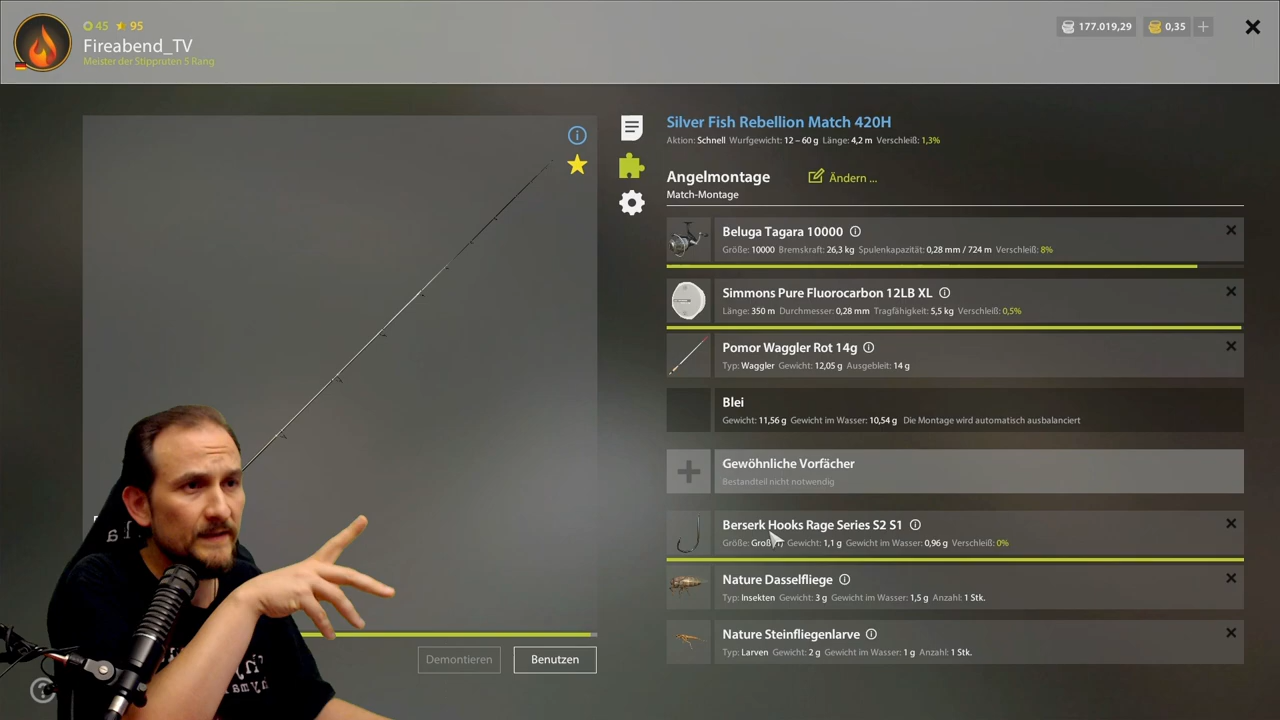 45 95
Fireabend_TV
Meister der Stippruten 5 Rang
177.019,29 0,35 +
Silver Fish Rebellion Match 420H
Aktion: Schnell Wurfgewicht: 12 – 60 g Länge: 4,2 m Verschleiß: 1,3%
Angelmontage
Ändern ...
Match-Montage
Beluga Tagara 10000
Größe: 10000 Bremskraft: 26,3 kg Spulenkapazität: 0,28 mm / 724 m Verschleiß: 8%
Simmons Pure Fluorocarbon 12LB XL
Länge: 350 m Durchmesser: 0,28 mm Tragfähigkeit: 5,5 kg Verschleiß: 0,5%
Pomor Waggler Rot 14g
Typ: Waggler Gewicht: 12,05 g Ausgebleit: 14 g
Blei
Gewicht: 11,56 g Gewicht im Wasser: 10,54 g Die Montage wird automatisch ausbalanciert
Gewöhnliche Vorfächer
Bestandteil nicht notwendig
Berserk Hooks Rage Series S2 S1
Größe: Gewicht: 1,1 g Gewicht im Wasser: 0,96 g Verschleiß: 0%
Nature Dasselfliege
Typ: Insekten Gewicht: 3 g Gewicht im Wasser: 1,5 g Anzahl: 1 Stk.
Nature Steinfliegenlarve
Typ: Larven Gewicht: 2 g Gewicht im Wasser: 1 g Anzahl: 1 Stk.
Demontieren
Benutzen
?